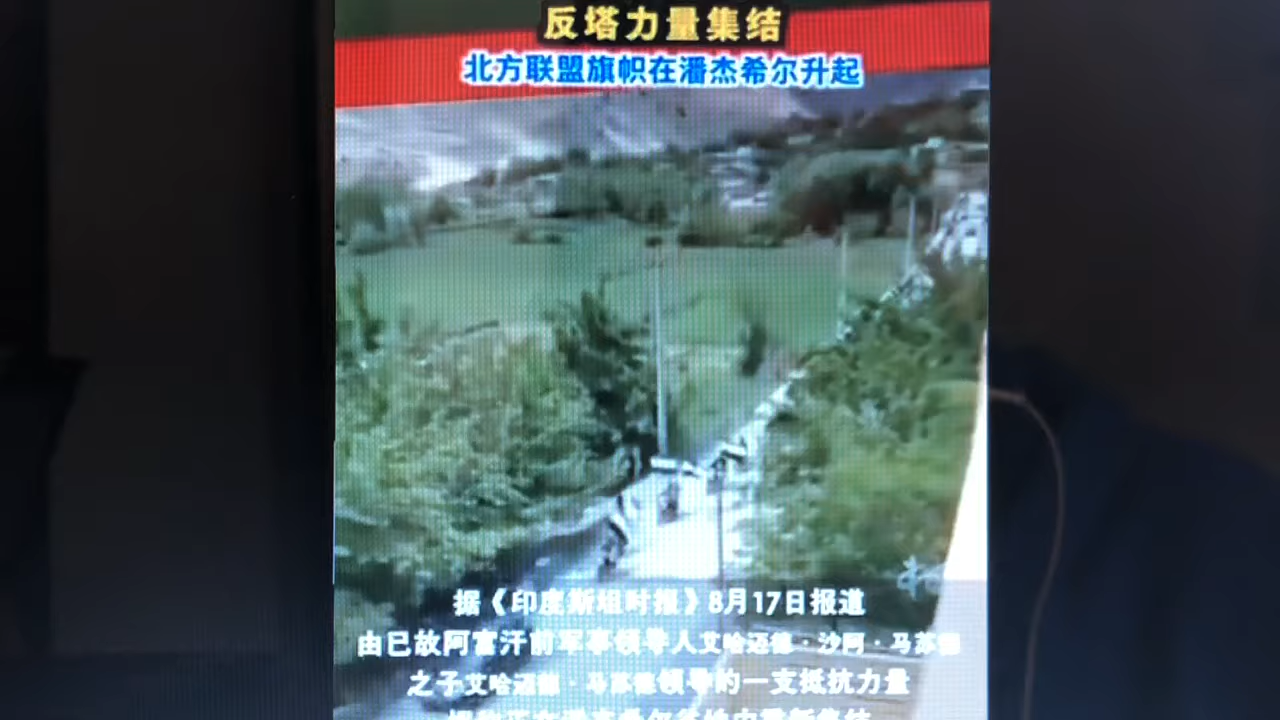 反塔力量集结
北方联盟旗帜在潘杰希尔升起
据《印度斯坦时报》8月17日报道
由已故阿富汗前军事领导人艾哈迈德·沙阿·马苏德
之子艾哈迈德·马苏德领导的一支抵抗力量